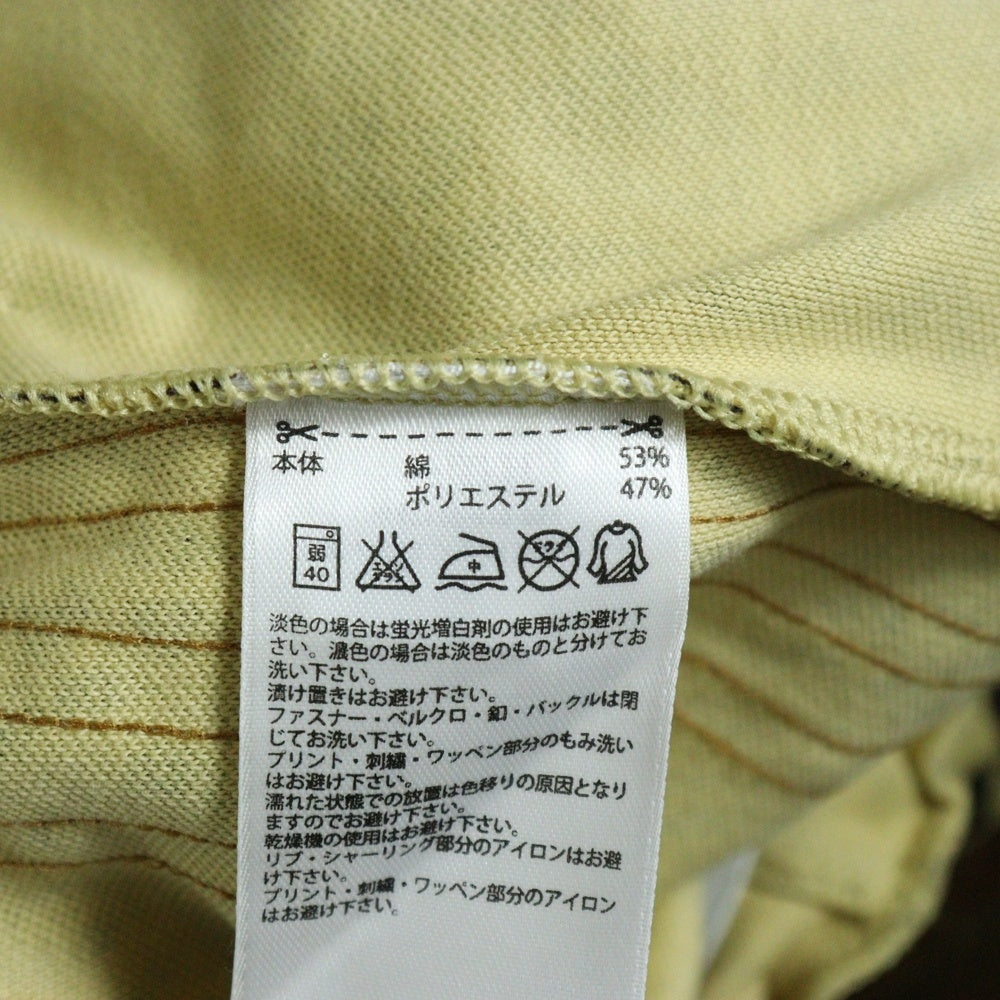 本体 綿 53%
ポリエステル 47%
弱 40 エンソ サラシ 中 ドライ
淡色の場合は蛍光増白剤の使用はお避け下
さい。濃色の場合は淡色のものと分けてお
洗い下さい。
漬け置きはお避け下さい。
ファスナー・ベルクロ・釦・バックルは閉
じてお洗い下さい。
プリント・刺繍・ワッペン部分のもみ洗い
はお避け下さい。
濡れた状態での放置は色移りの原因となり
ますのでお避け下さい。
乾燥機の使用はお避け下さい。
リブ・シャーリング部分のアイロンはお避
け下さい。
プリント・刺繍・ワッペン部分のアイロン
はお避け下さい。